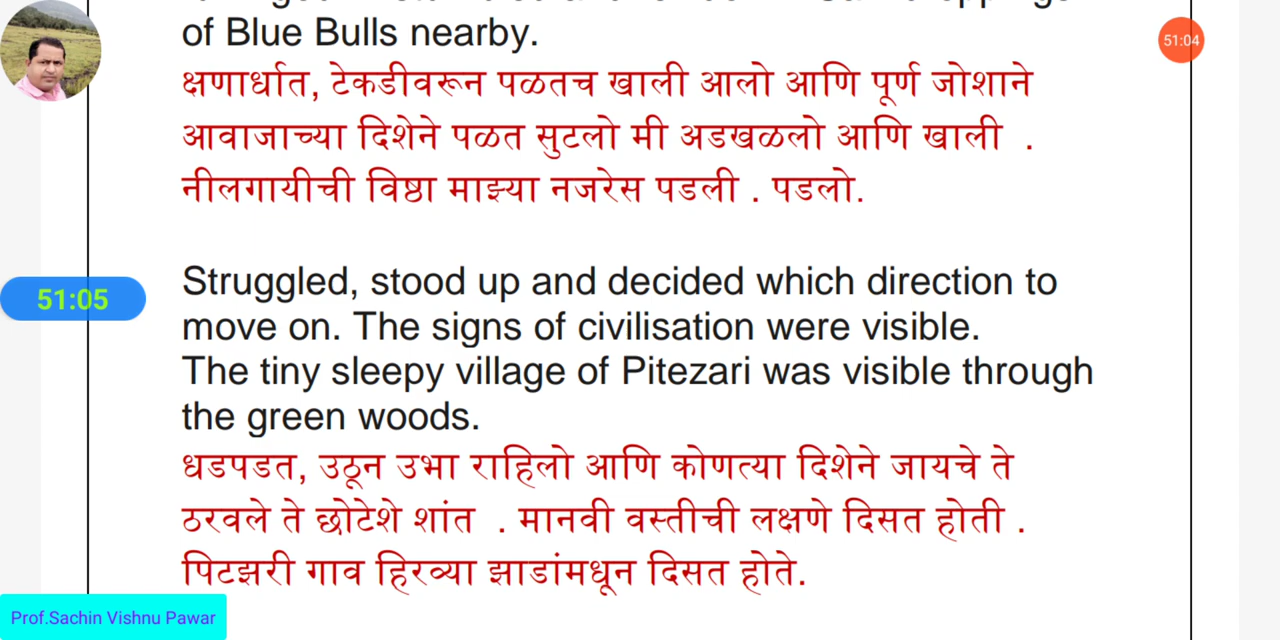 of Blue Bulls nearby.
51:04
क्षणार्धात, टेकडीवरून पळतच खाली आलो आणि पूर्ण जोशाने
आवाजाच्या दिशेने पळत सुटलो मी अडखळलो आणि खाली .
नीलगायीची विष्ठा माझ्या नजरेस पडली . पडलो.
51:05
Struggled, stood up and decided which direction to
move on. The signs of civilisation were visible.
The tiny sleepy village of Pitezari was visible through
the green woods.
धडपडत, उठून उभा राहिलो आणि कोणत्या दिशेने जायचे ते
ठरवले ते छोटेशे शांत . मानवी वस्तीची लक्षणे दिसत होती .
पिटझरी गाव हिरव्या झाडांमधून दिसत होते.
Prof.Sachin Vishnu Pawar